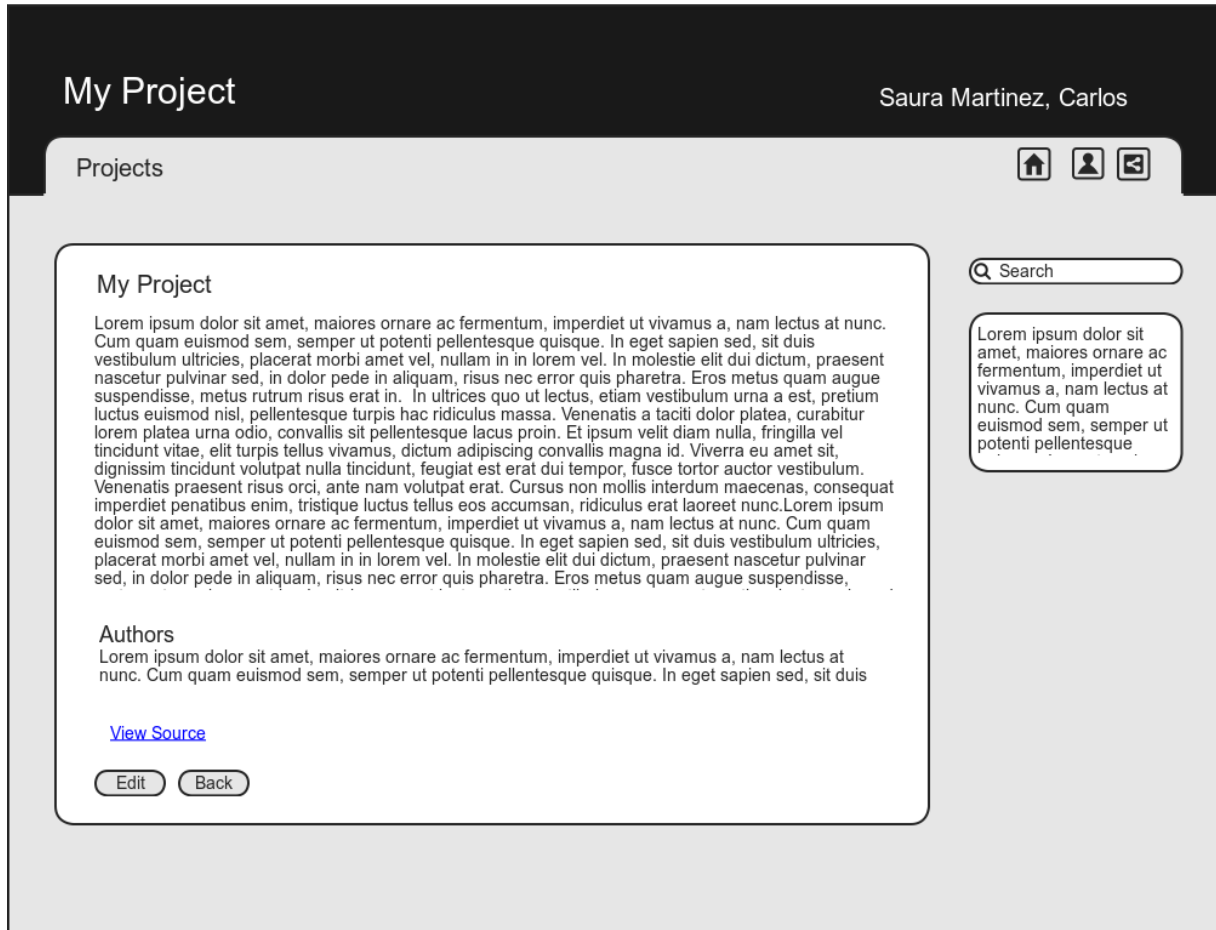 My Project
Saura Martinez, Carlos
Projects
My Project
Lorem ipsum dolor sit amet, maiores ornare ac fermentum, imperdiet ut vivamus a, nam lectus at nunc.
Cum quam euismod sem, semper ut potenti pellentesque quisque. In eget sapien sed, sit duis
vestibulum ultricies, placerat morbi amet vel, nullam in in lorem vel. In molestie elit dui dictum, praesent
nascetur pulvinar sed, in dolor pede in aliquam, risus nec error quis pharetra. Eros metus quam augue
suspendisse, metus rutrum risus erat in.  In ultrices quo ut lectus, etiam vestibulum urna a est, pretium
luctus euismod nisl, pellentesque turpis hac ridiculus massa. Venenatis a taciti dolor platea, curabitur
lorem platea urna odio, convallis sit pellentesque lacus proin. Et ipsum velit diam nulla, fringilla vel
tincidunt vitae, elit turpis tellus vivamus, dictum adipiscing convallis magna id. Viverra eu amet sit,
dignissim tincidunt volutpat nulla tincidunt, feugiat est erat dui tempor, fusce tortor auctor vestibulum.
Venenatis praesent risus orci, ante nam volutpat erat. Cursus non mollis interdum maecenas, consequat
imperdiet penatibus enim, tristique luctus tellus eos accumsan, ridiculus erat laoreet nunc.Lorem ipsum
dolor sit amet, maiores ornare ac fermentum, imperdiet ut vivamus a, nam lectus at nunc. Cum quam
euismod sem, semper ut potenti pellentesque quisque. In eget sapien sed, sit duis vestibulum ultricies,
placerat morbi amet vel, nullam in in lorem vel. In molestie elit dui dictum, praesent nascetur pulvinar
sed, in dolor pede in aliquam, risus nec error quis pharetra. Eros metus quam augue suspendisse,
Authors
Lorem ipsum dolor sit amet, maiores ornare ac fermentum, imperdiet ut vivamus a, nam lectus at
nunc. Cum quam euismod sem, semper ut potenti pellentesque quisque. In eget sapien sed, sit duis
View Source
Edit
Back
Search
Lorem ipsum dolor sit
amet, maiores ornare ac
fermentum, imperdiet ut
vivamus a, nam lectus at
nunc. Cum quam
euismod sem, semper ut
potenti pellentesque